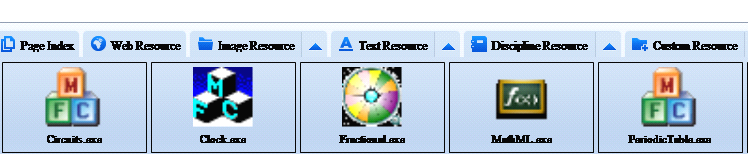 Page Index Web Resource Image Resource Text Resource Discipline Resource Custom Resource
M F C M F C f(x) M F C
Circuits.exe Clock.exe Fractional.exe MathML.exe PeriodicTable.exe